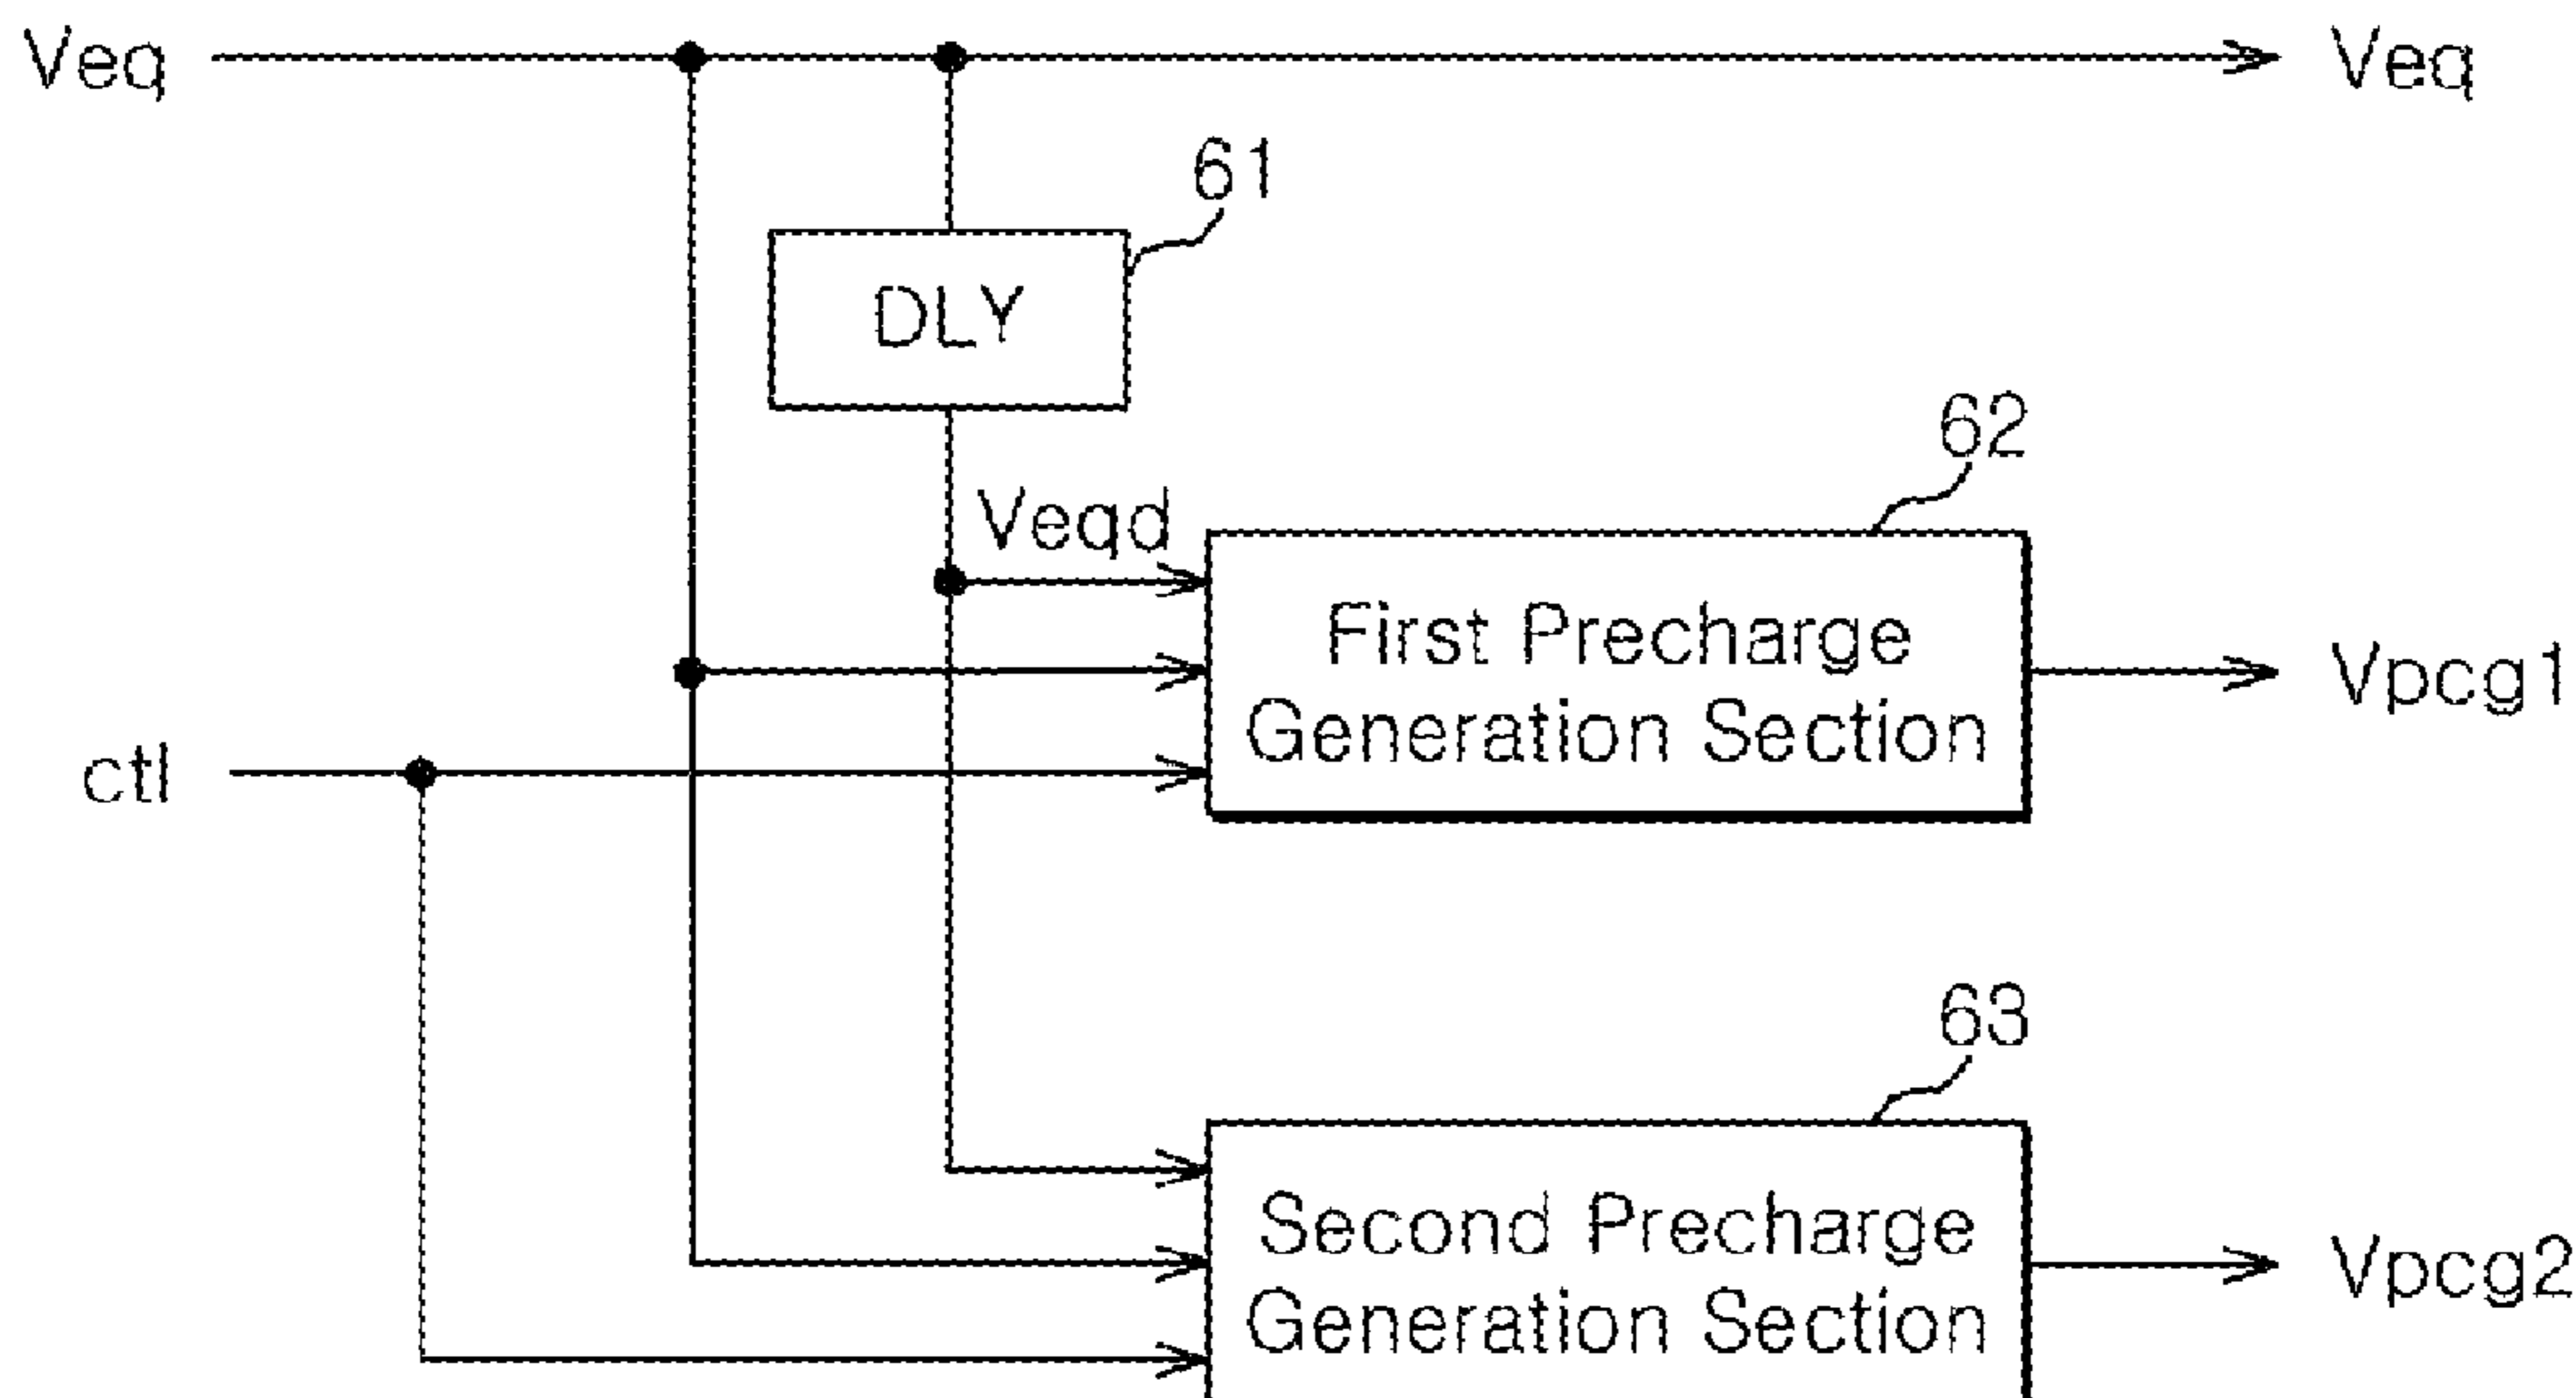 Veq
Veq
61
DLY
62
Veqd
First Precharge
Generation Section
Vpcg1
ctl
63
Second Precharge
Generation Section
Vpcg2